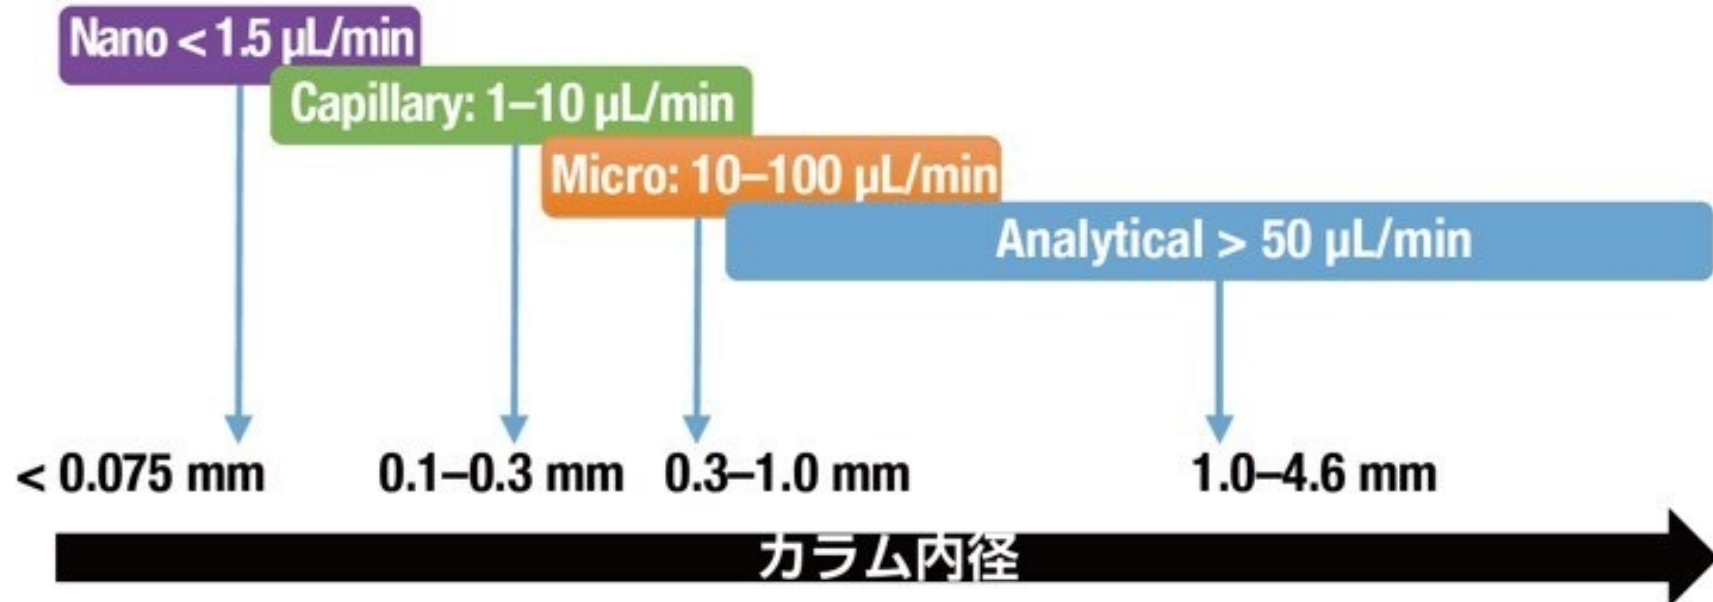 Nano < 1.5 µL/min
Capillary: 1–10 µL/min
Micro: 10–100 µL/min
Analytical > 50 µL/min
< 0.075 mm
0.1–0.3 mm
0.3–1.0 mm
1.0–4.6 mm
カラム内径